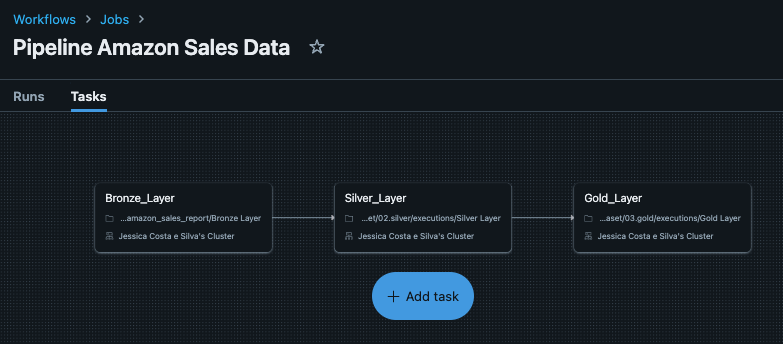 Workflows > Jobs >
Pipeline Amazon Sales Data
Runs Tasks
Bronze_Layer
...amazon_sales_report/Bronze Layer
Jessica Costa e Silva's Cluster
Silver_Layer
...et/02.silver/executions/Silver Layer
Jessica Costa e Silva's Cluster
Gold_Layer
...aset/03.gold/executions/Gold Layer
Jessica Costa e Silva's Cluster
+ Add task